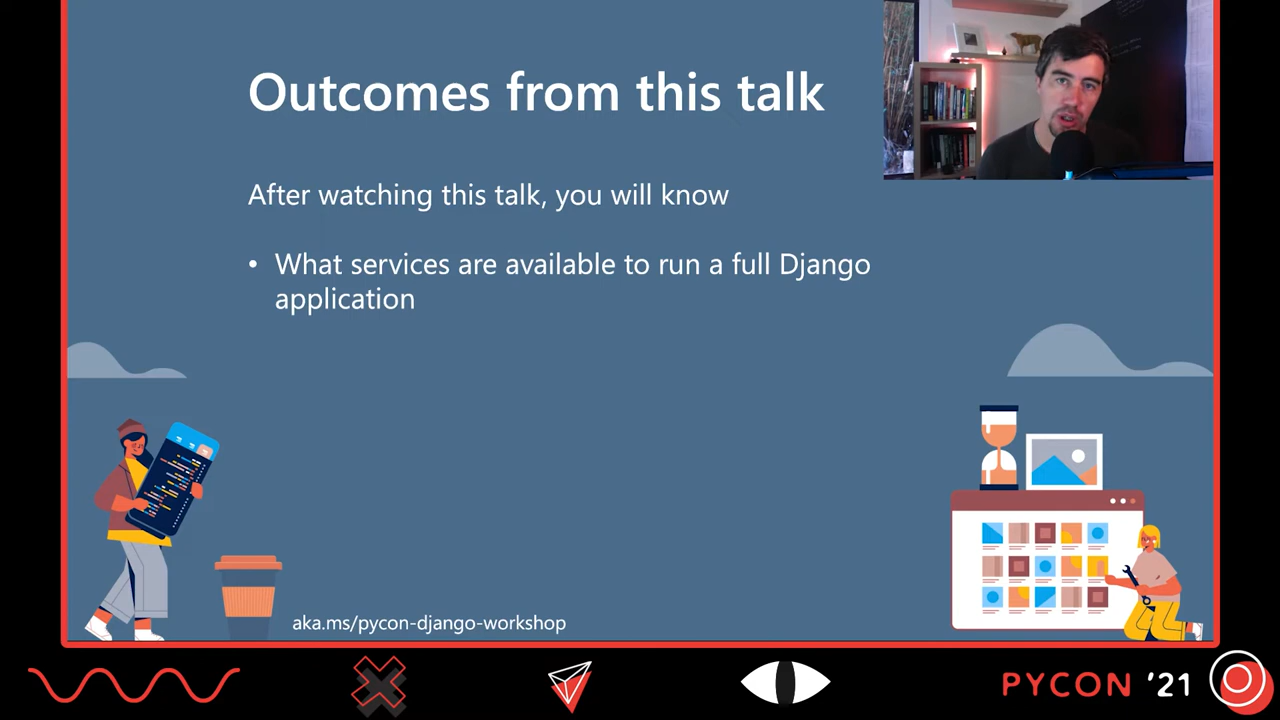 Outcomes from this talk
After watching this talk, you will know
• What services are available to run a full Django
application
aka.ms/pycon-django-workshop
PYCON '21